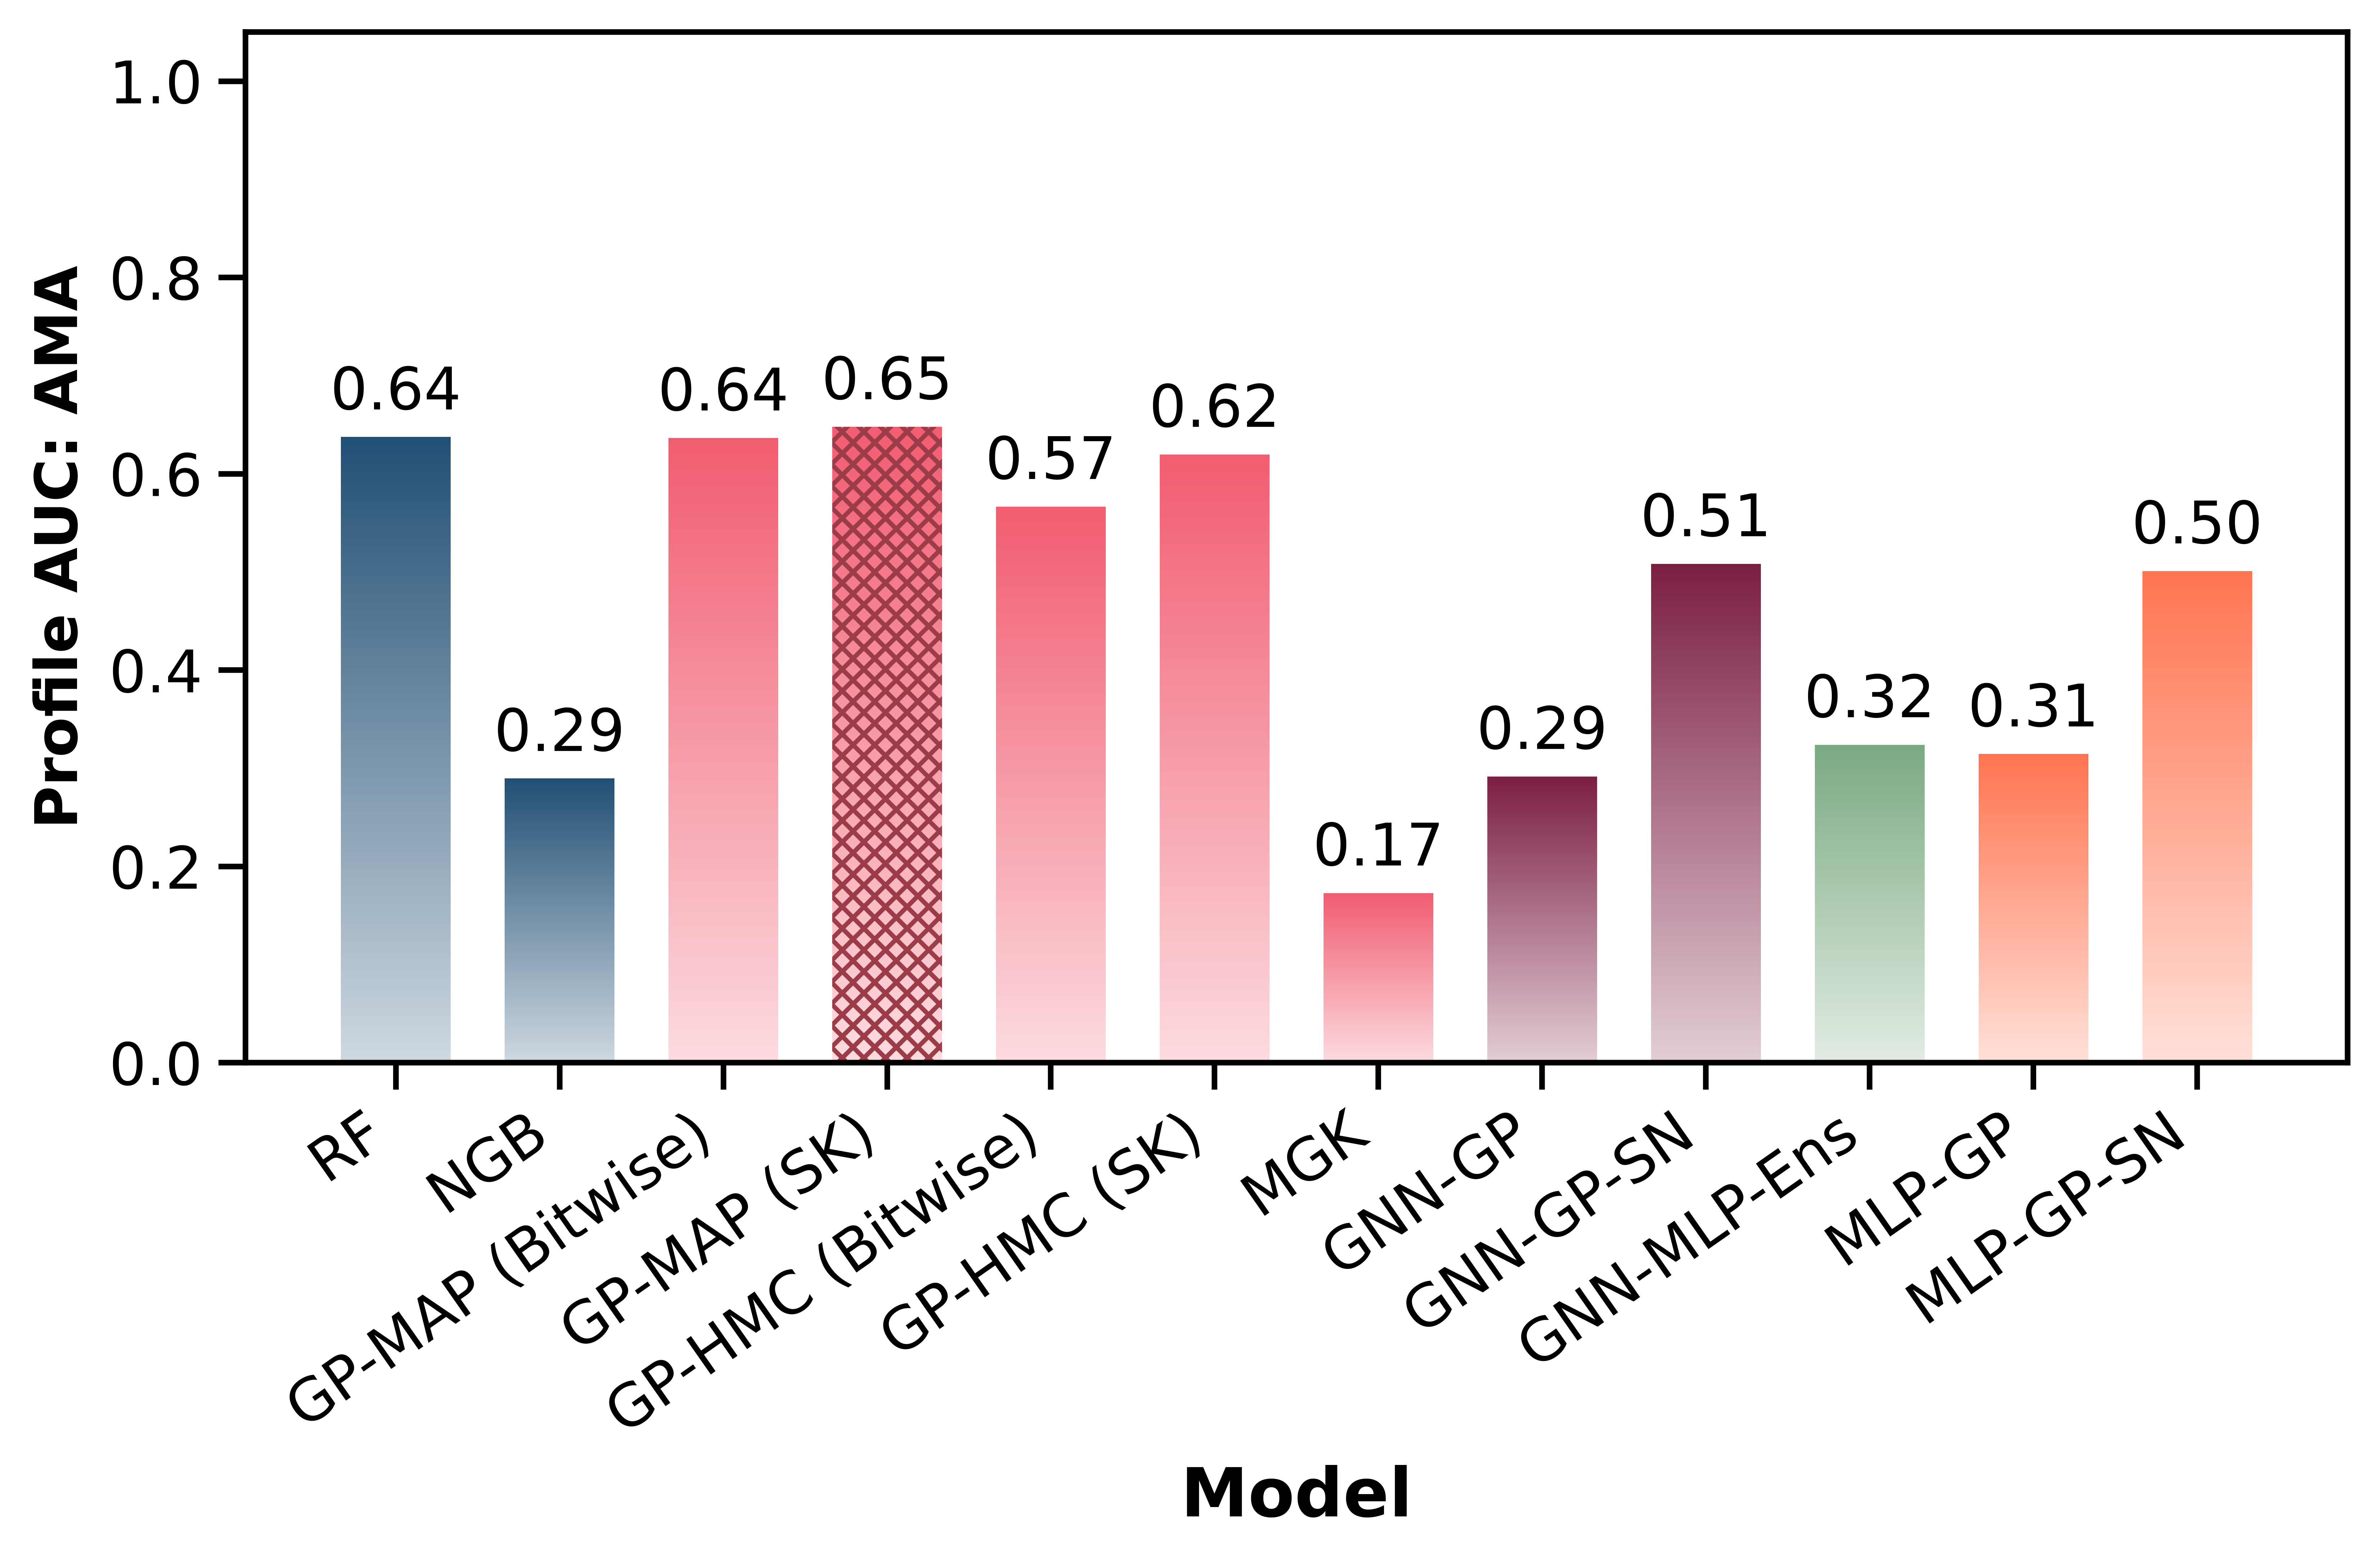 Profile AUC: AMA
1.0
0.8
0.6
0.4
0.2
0.0
0.64
0.29
0.64
0.65
0.57
0.62
0.17
0.29
0.51
0.32
0.31
0.50
RF
NGB
GP-MAP (Bitwise)
GP-MAP (SK)
GP-HMC (Bitwise)
GP-HMC (SK)
MGK
GNN-GP
GNN-GP-SN
GNN-MLP-Ens
MLP-GP
MLP-GP-SN
Model